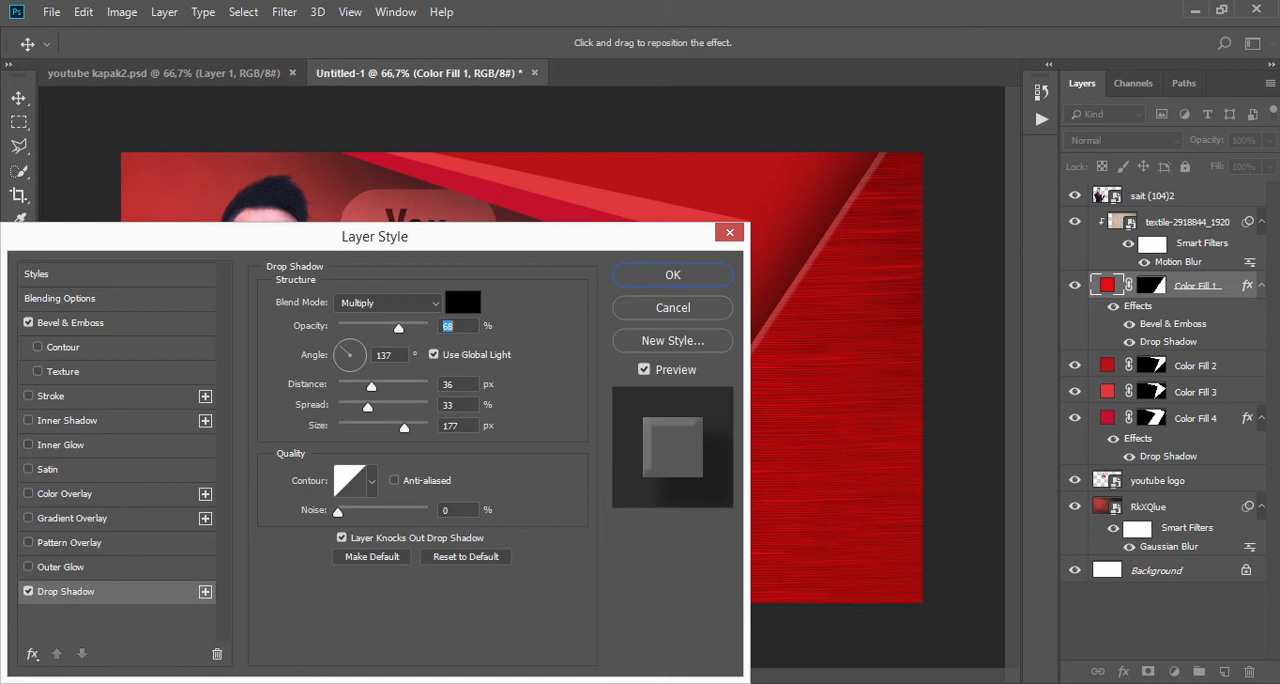 File Edit Image Layer Type Select Filter 3D View Window Help
Click and drag to reposition the effect.
youtube kapak2.psd @ 66,7% (Layer 1, RGB/8#) × Untitled-1 @ 66,7% (Color Fill 1, RGB/8#) * ×
You
Layer Style
Styles
Blending Options
Bevel & Emboss
Contour
Texture
Stroke
Inner Shadow
Inner Glow
Satin
Color Overlay
Gradient Overlay
Pattern Overlay
Outer Glow
Drop Shadow
fx
Drop Shadow
Structure
Blend Mode: Multiply
Opacity: 68 %
Angle: 137 ° Use Global Light
Distance: 36 px
Spread: 33 %
Size: 177 px
Quality
Contour: Anti-aliased
Noise: 0 %
Layer Knocks Out Drop Shadow
Make Default Reset to Default
OK
Cancel
New Style...
Preview
Layers Channels Paths
Kind
Normal Opacity: 100%
Lock: Fill: 100%
sait (104)2
textile-2918844_1920
Smart Filters
Motion Blur
Color Fill 1 fx
Effects
Bevel & Emboss
Drop Shadow
Color Fill 2
Color Fill 3
Color Fill 4 fx
Effects
Drop Shadow
youtube logo
RkXQlue
Smart Filters
Gaussian Blur
Background
fx